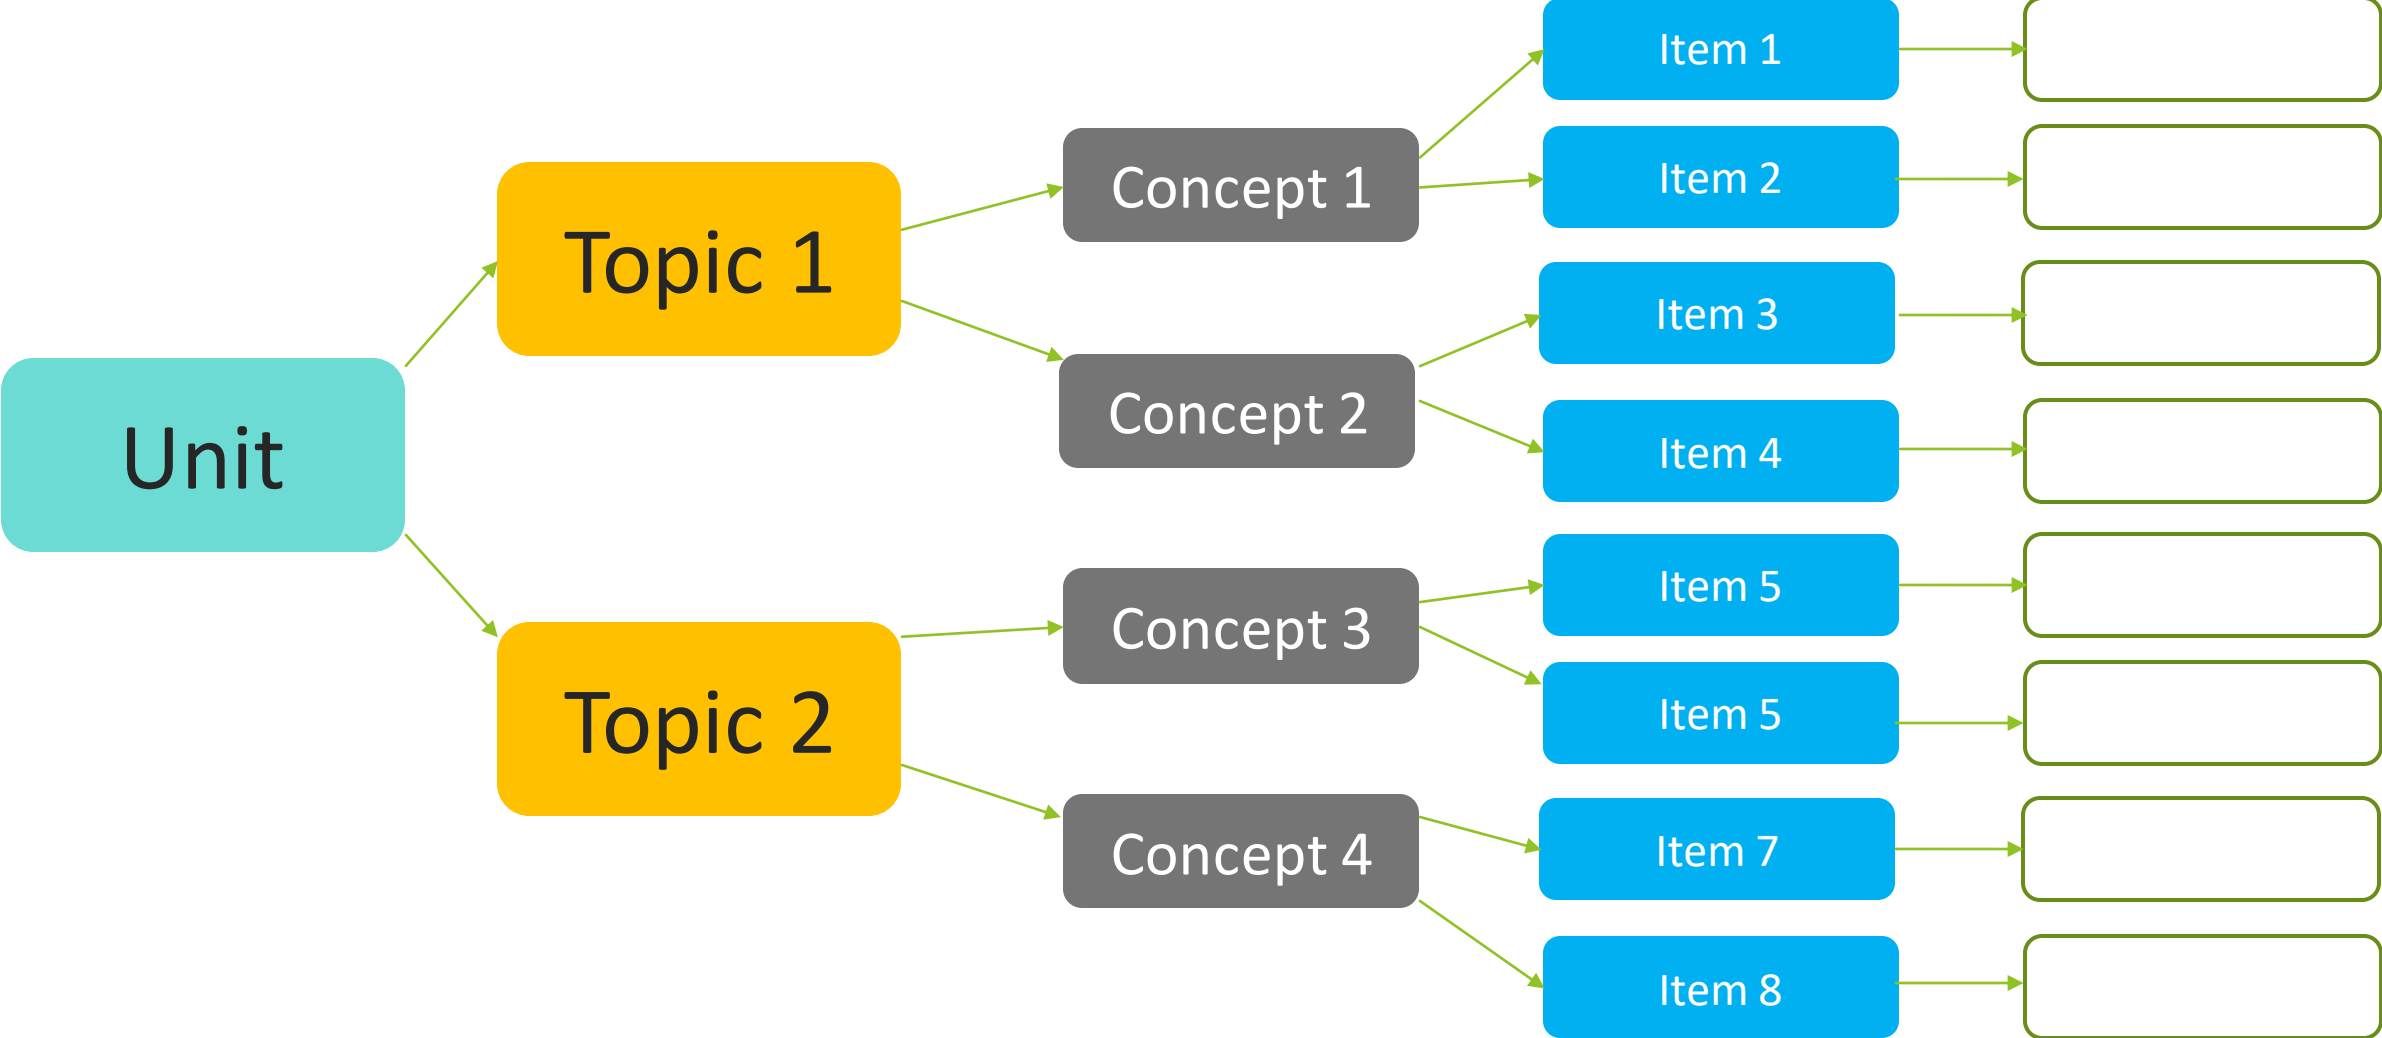 Unit
Topic 1
Topic 2
Concept 1
Concept 2
Concept 3
Concept 4
Item 1
Item 2
Item 3
Item 4
Item 5
Item 5
Item 7
Item 8